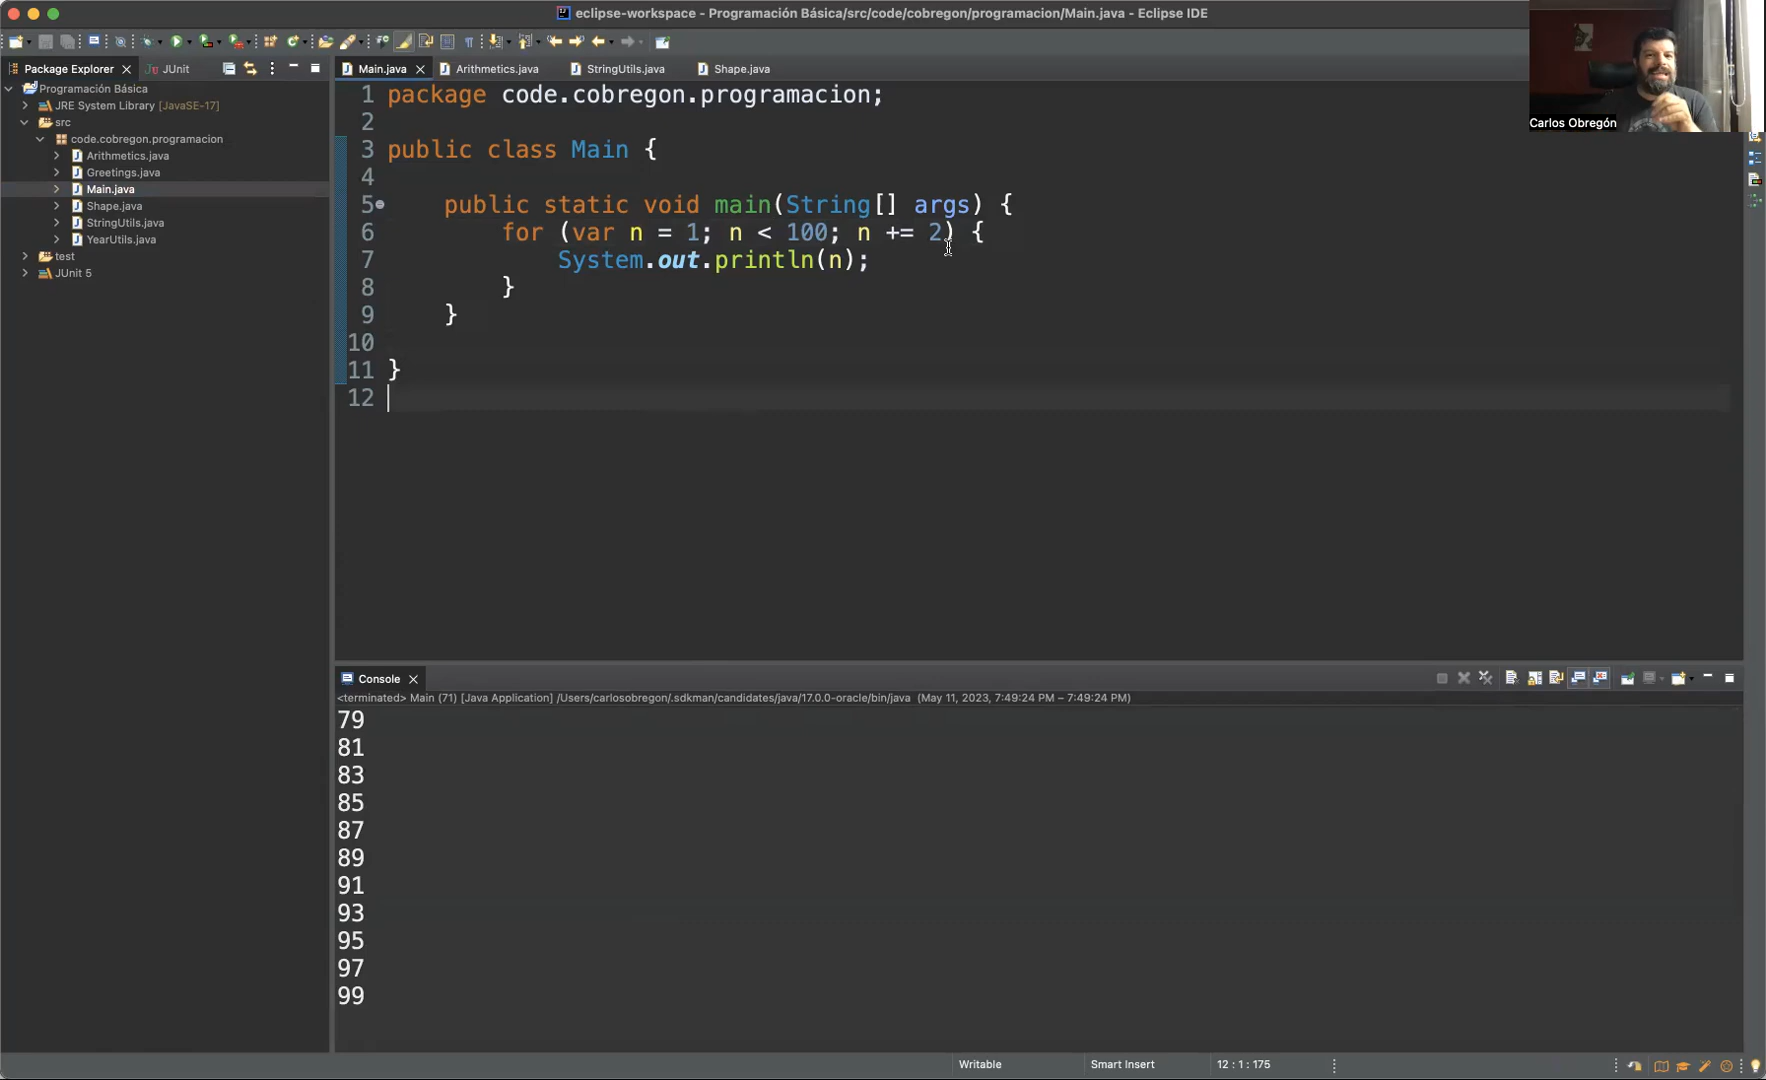 eclipse-workspace - Programación Básica/src/code/cobregon/programacion/Main.java - Eclipse IDE
Package Explorer
JUnit
Main.java
Arithmetics.java
StringUtils.java
Shape.java
Programación Básica
JRE System Library [JavaSE-17]
src
code.cobregon.programacion
Arithmetics.java
Greetings.java
Main.java
Shape.java
StringUtils.java
YearUtils.java
test
JUnit 5
1 package code.cobregon.programacion;
2
3 public class Main {
4
5 public static void main(String[] args) {
6 for (var n = 1; n < 100; n += 2) {
7 System.out.println(n);
8 }
9 }
10
11 }
12
Carlos Obregón
Console
<terminated> Main (71) [Java Application] /Users/carlosobregon/.sdkman/candidates/java/17.0.0-oracle/bin/java (May 11, 2023, 7:49:24 PM – 7:49:24 PM)
79
81
83
85
87
89
91
93
95
97
99
Writable
Smart Insert
12 : 1 : 175